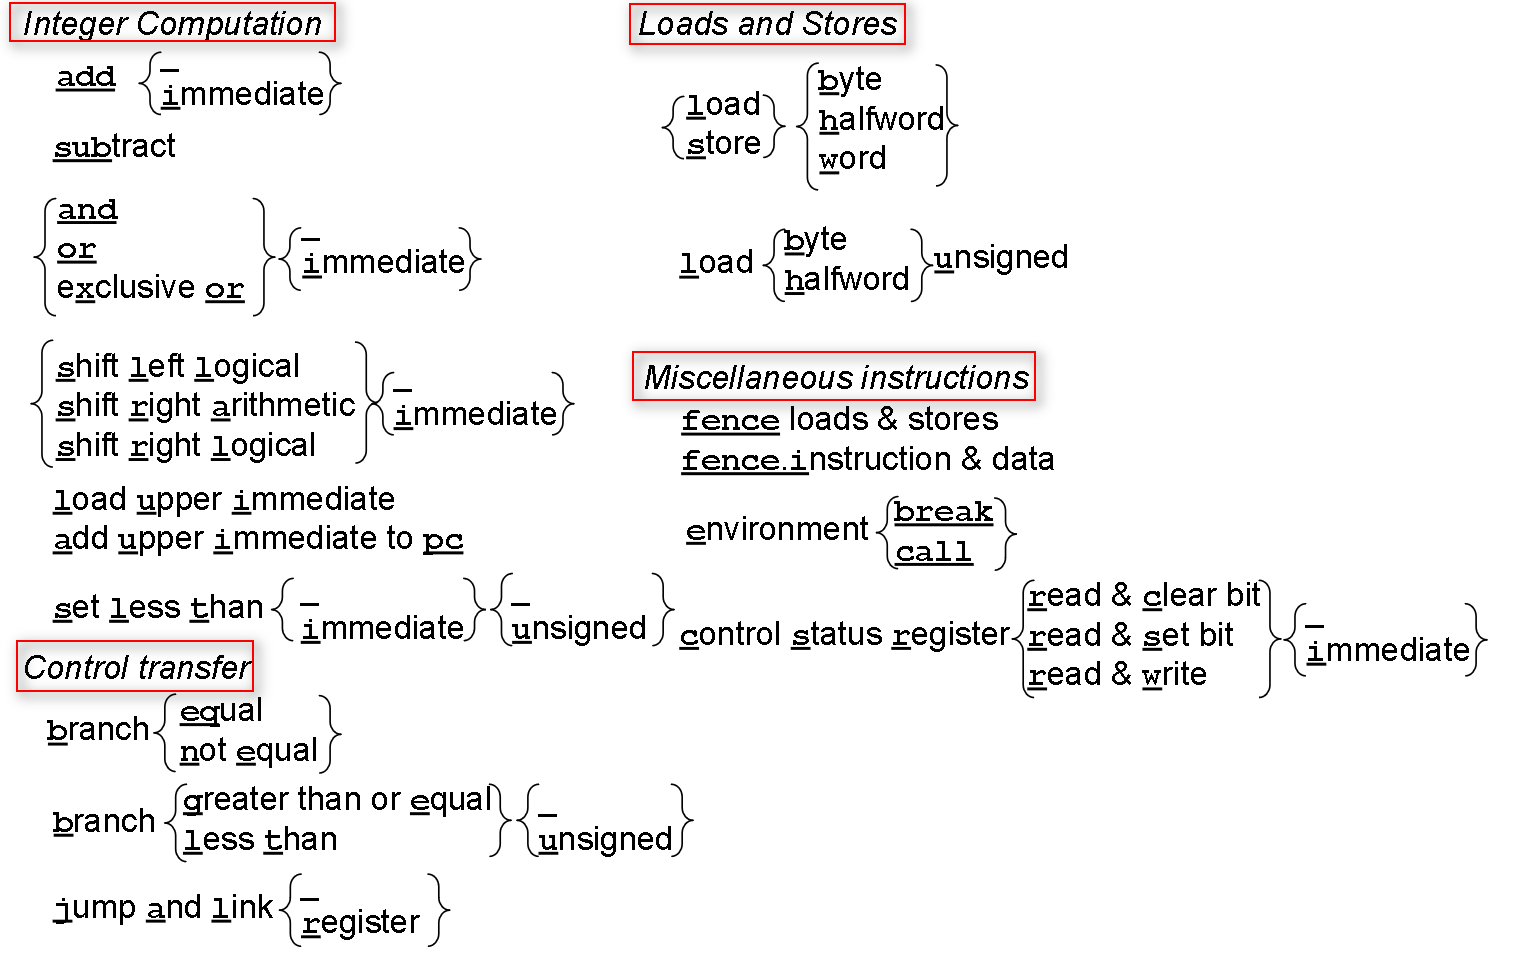 Integer Computation
add { _
immediate }
subtract
{ and
or
exclusive or } { _
immediate }
{ shift left logical
shift right arithmetic
shift right logical } { _
immediate }
load upper immediate
add upper immediate to pc
set less than { _
immediate } { _
unsigned }
Control transfer
branch { equal
not equal }
branch { greater than or equal
less than } { _
unsigned }
jump and link { _
register }
Loads and Stores
{ load
store } { byte
halfword
word }
load { byte
halfword } unsigned
Miscellaneous instructions
fence loads & stores
fence.instruction & data
environment { break
call }
control status register { read & clear bit
read & set bit
read & write } { _
immediate }